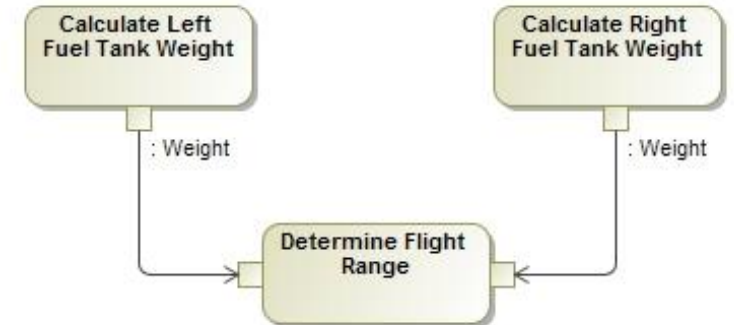 Calculate Left
Fuel Tank Weight
Calculate Right
Fuel Tank Weight
: Weight
: Weight
Determine Flight
Range